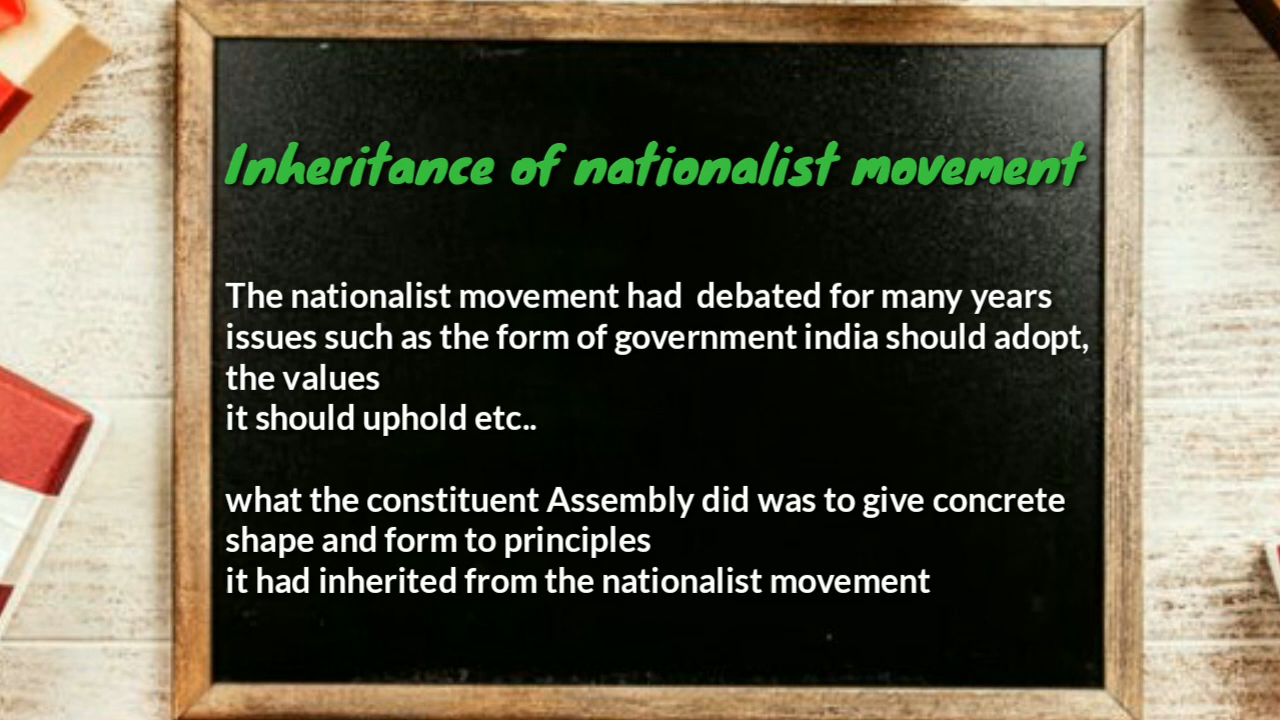 Inheritance of nationalist movement
The nationalist movement had  debated for many years
issues such as the form of government india should adopt,
the values
it should uphold etc..
what the constituent Assembly did was to give concrete
shape and form to principles
it had inherited from the nationalist movement